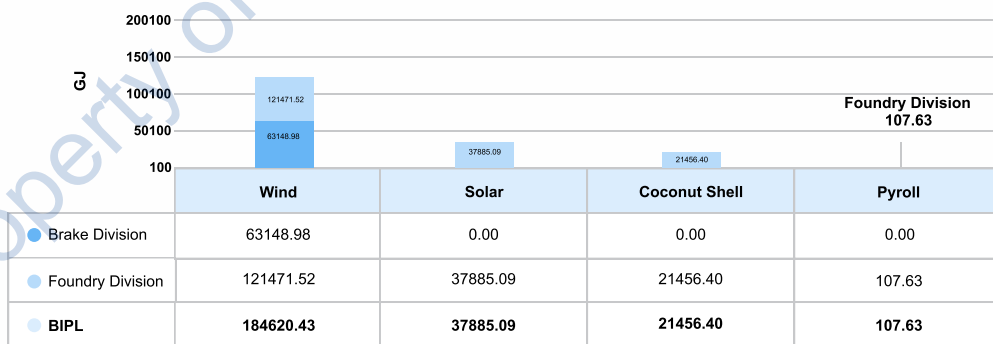 200100
150100
100100
50100
100
GJ
121471.52
63148.98
37885.09
21456.40
Foundry Division
107.63
Wind Solar Coconut Shell Pyroll
Brake Division 63148.98 0.00 0.00 0.00
Foundry Division 121471.52 37885.09 21456.40 107.63
BIPL 184620.43 37885.09 21456.40 107.63
operty o